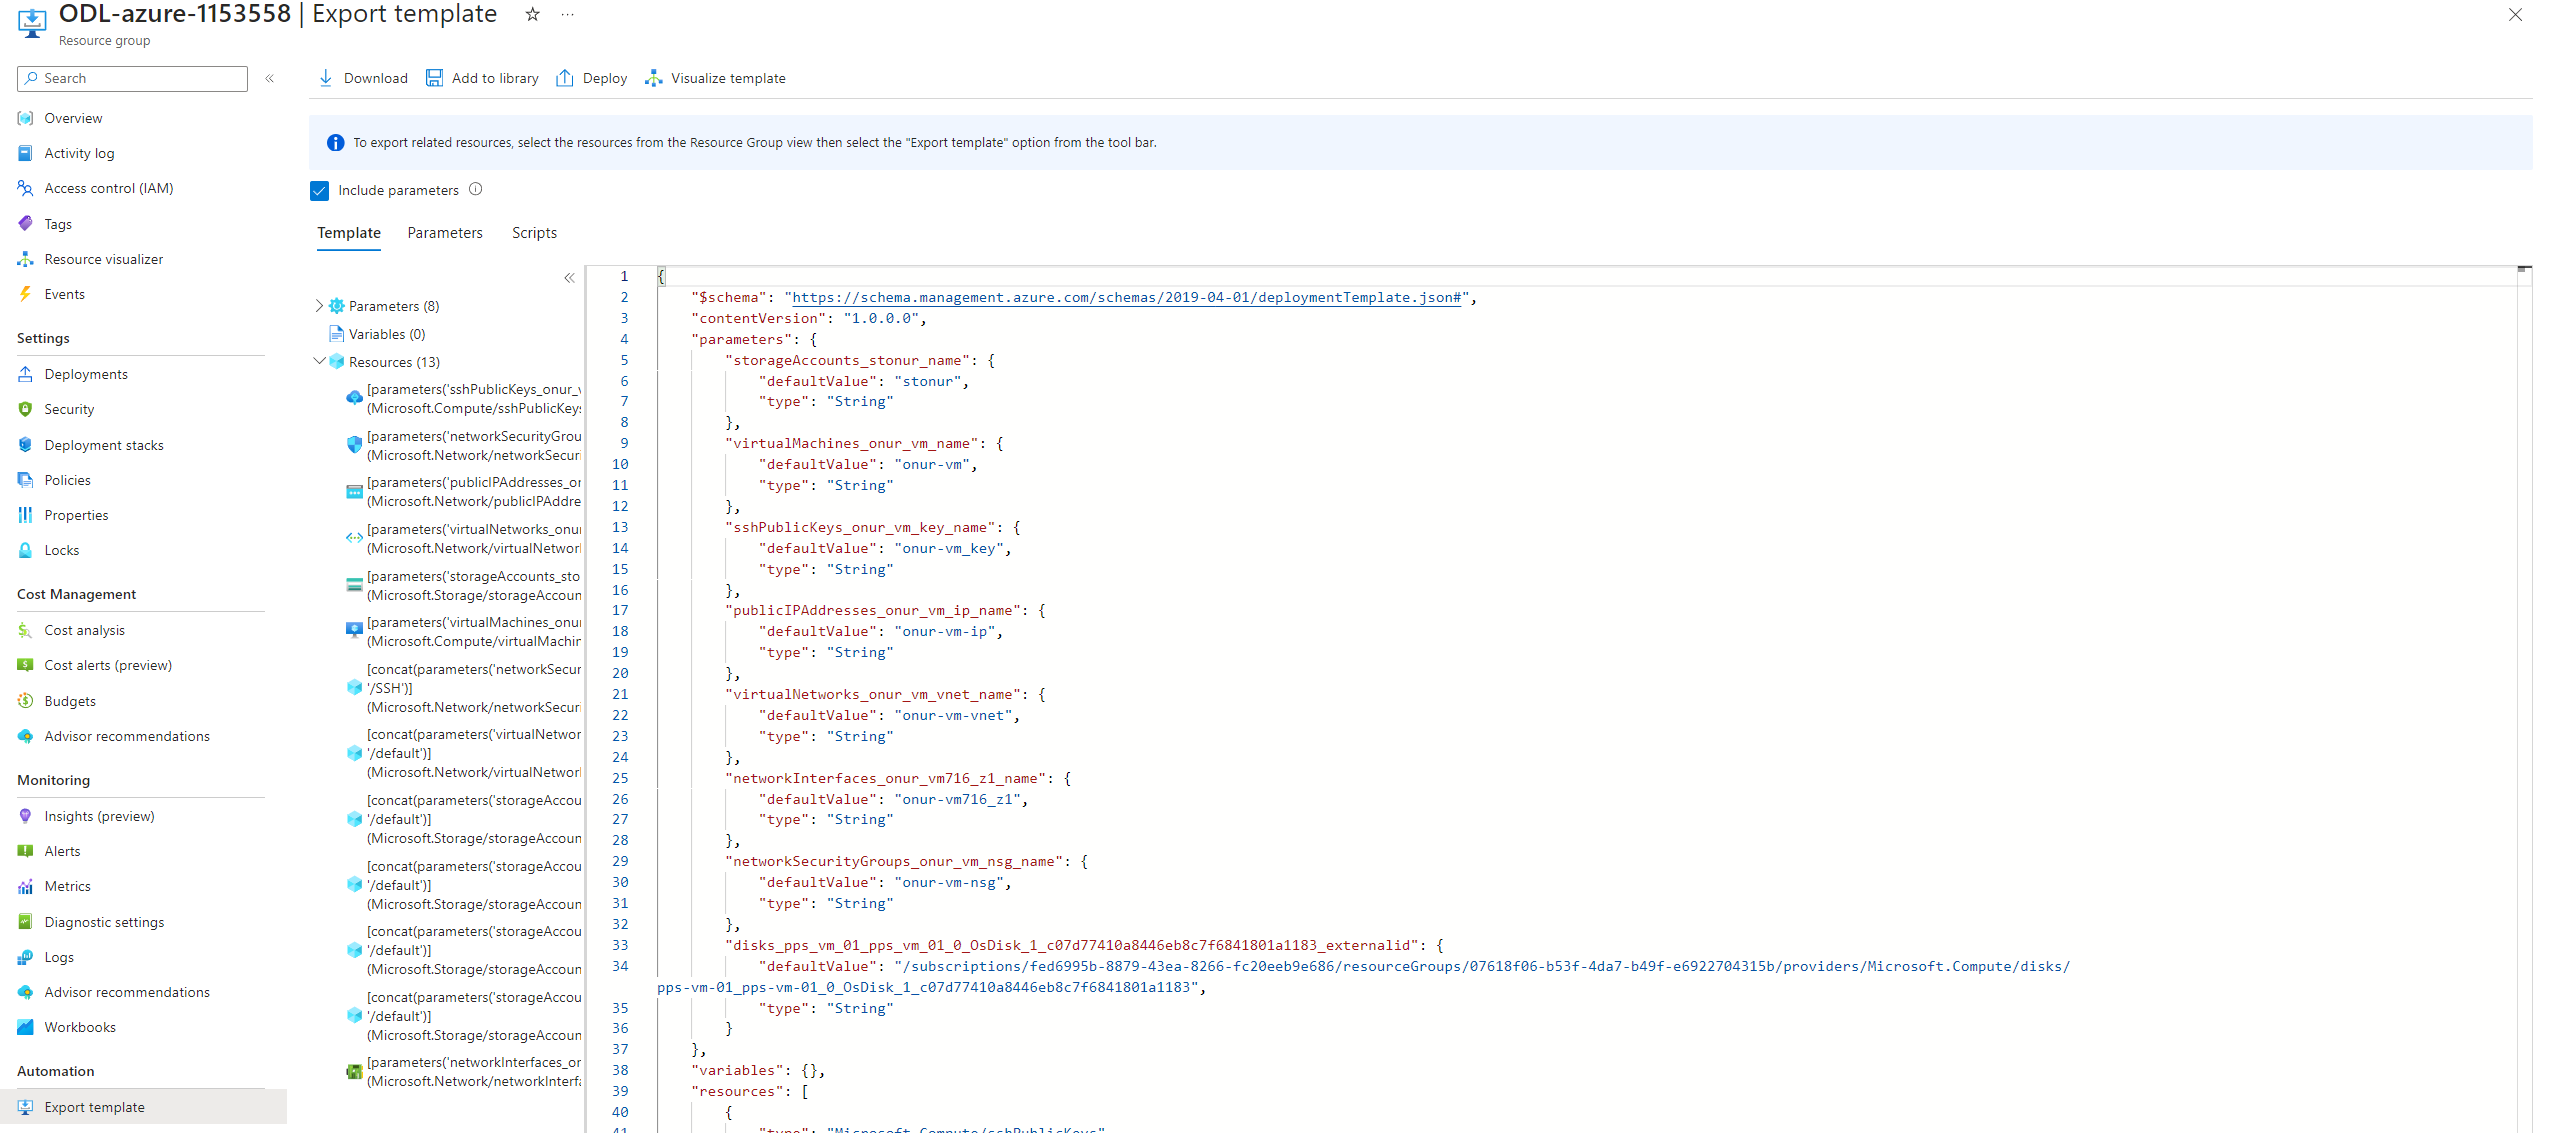 ODL-azure-1153558 | Export template
Resource group
Search
Overview
Activity log
Access control (IAM)
Tags
Resource visualizer
Events
Settings
Deployments
Security
Deployment stacks
Policies
Properties
Locks
Cost Management
Cost analysis
Cost alerts (preview)
Budgets
Advisor recommendations
Monitoring
Insights (preview)
Alerts
Metrics
Diagnostic settings
Logs
Advisor recommendations
Workbooks
Automation
Export template
Download Add to library Deploy Visualize template
To export related resources, select the resources from the Resource Group view then select the "Export template" option from the tool bar.
Include parameters
Template Parameters Scripts
Parameters (8)
Variables (0)
Resources (13)
[parameters('sshPublicKeys_onur_v
(Microsoft.Compute/sshPublicKeys
[parameters('networkSecurityGrou
(Microsoft.Network/networkSecuri
[parameters('publicIPAddresses_or
(Microsoft.Network/publicIPAddre
[parameters('virtualNetworks_onur
(Microsoft.Network/virtualNetwor
[parameters('storageAccounts_sto
(Microsoft.Storage/storageAccoun
[parameters('virtualMachines_onur
(Microsoft.Compute/virtualMachin
[concat(parameters('networkSecur
'/SSH')]
(Microsoft.Network/networkSecuri
[concat(parameters('virtualNetwor
'/default')]
(Microsoft.Network/virtualNetwor
[concat(parameters('storageAccou
'/default')]
(Microsoft.Storage/storageAccoun
[concat(parameters('storageAccou
'/default')]
(Microsoft.Storage/storageAccoun
[concat(parameters('storageAccou
'/default')]
(Microsoft.Storage/storageAccoun
[concat(parameters('storageAccou
'/default')]
(Microsoft.Storage/storageAccoun
[parameters('networkInterfaces_or
(Microsoft.Network/networkInterfa
1 {
2 "$schema": "https://schema.management.azure.com/schemas/2019-04-01/deploymentTemplate.json#",
3 "contentVersion": "1.0.0.0",
4 "parameters": {
5 "storageAccounts_stonur_name": {
6 "defaultValue": "stonur",
7 "type": "String"
8 },
9 "virtualMachines_onur_vm_name": {
10 "defaultValue": "onur-vm",
11 "type": "String"
12 },
13 "sshPublicKeys_onur_vm_key_name": {
14 "defaultValue": "onur-vm_key",
15 "type": "String"
16 },
17 "publicIPAddresses_onur_vm_ip_name": {
18 "defaultValue": "onur-vm-ip",
19 "type": "String"
20 },
21 "virtualNetworks_onur_vm_vnet_name": {
22 "defaultValue": "onur-vm-vnet",
23 "type": "String"
24 },
25 "networkInterfaces_onur_vm716_z1_name": {
26 "defaultValue": "onur-vm716_z1",
27 "type": "String"
28 },
29 "networkSecurityGroups_onur_vm_nsg_name": {
30 "defaultValue": "onur-vm-nsg",
31 "type": "String"
32 },
33 "disks_pps_vm_01_pps_vm_01_0_OsDisk_1_c07d77410a8446eb8c7f6841801a1183_externalid": {
34 "defaultValue": "/subscriptions/fed6995b-8879-43ea-8266-fc20eeb9e686/resourceGroups/07618f06-b53f-4da7-b49f-e6922704315b/providers/Microsoft.Compute/disks/
pps-vm-01_pps-vm-01_0_OsDisk_1_c07d77410a8446eb8c7f6841801a1183",
35 "type": "String"
36 }
37 },
38 "variables": {},
39 "resources": [
40 {
41 "type": "Microsoft.Compute/sshPublicKeys"